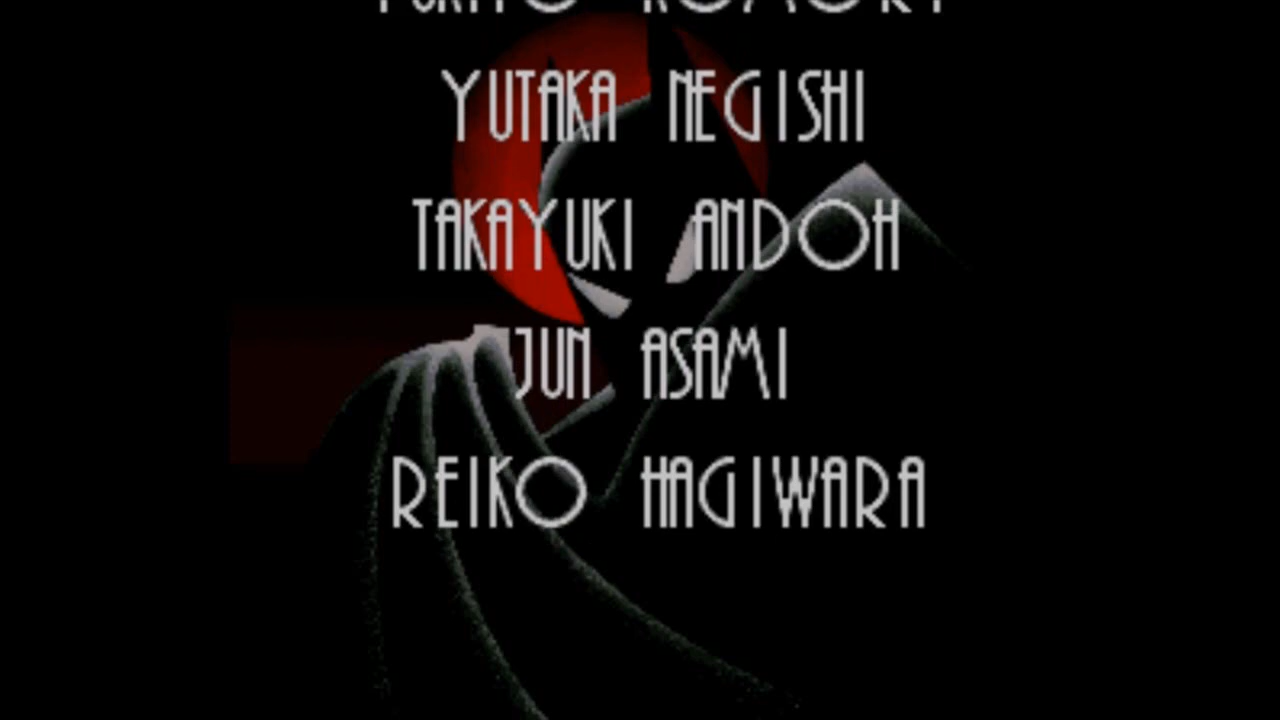 YUTAKA NEGISHI
TAKAYUKI ANDOH
JUN ASAMI
REIKO HAGIWARA